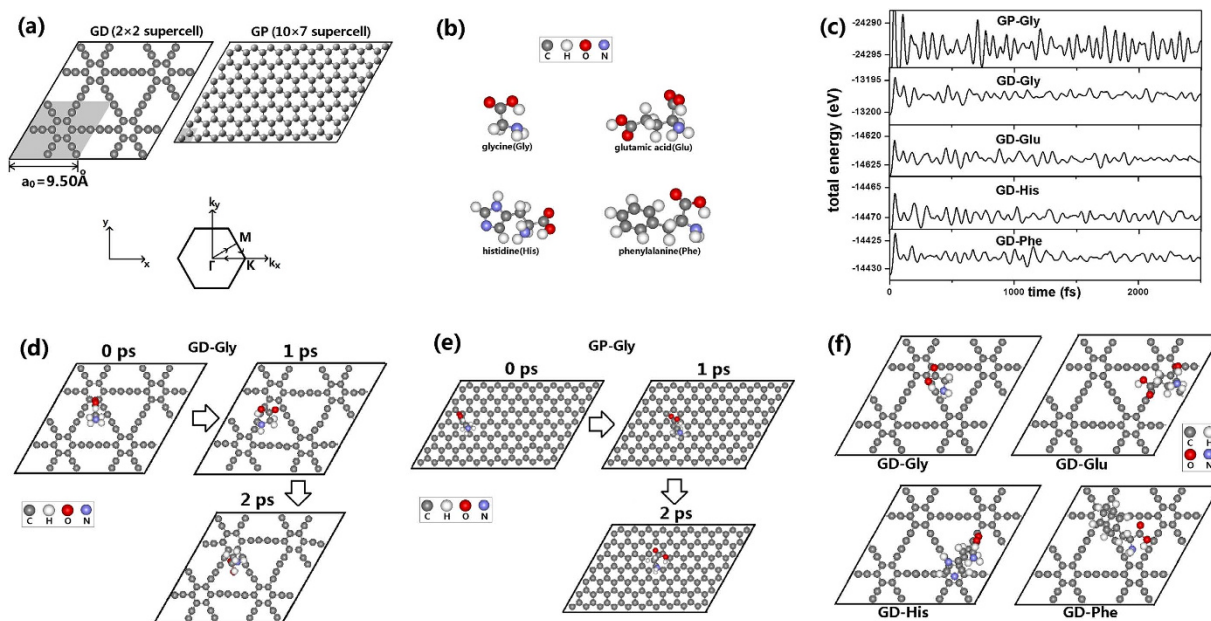 (a)
GD (2×2 supercell)
GP (10×7 supercell)
a₀=9.50Å
y
x
ky
M
Γ
K
kx
(b)
C H O N
glycine(Gly)
glutamic acid(Glu)
histidine(His)
phenylalanine(Phe)
(c)
total energy (eV)
-24290
-24295
GP-Gly
-13195
-13200
GD-Gly
-14620
-14625
GD-Glu
-14465
-14470
GD-His
-14425
-14430
GD-Phe
0 1000 2000
time (fs)
(d)
0 ps
GD-Gly
1 ps
2 ps
C H O N
(e)
GP-Gly
0 ps
1 ps
2 ps
C H O N
(f)
GD-Gly
GD-Glu
C H
O N
GD-His
GD-Phe